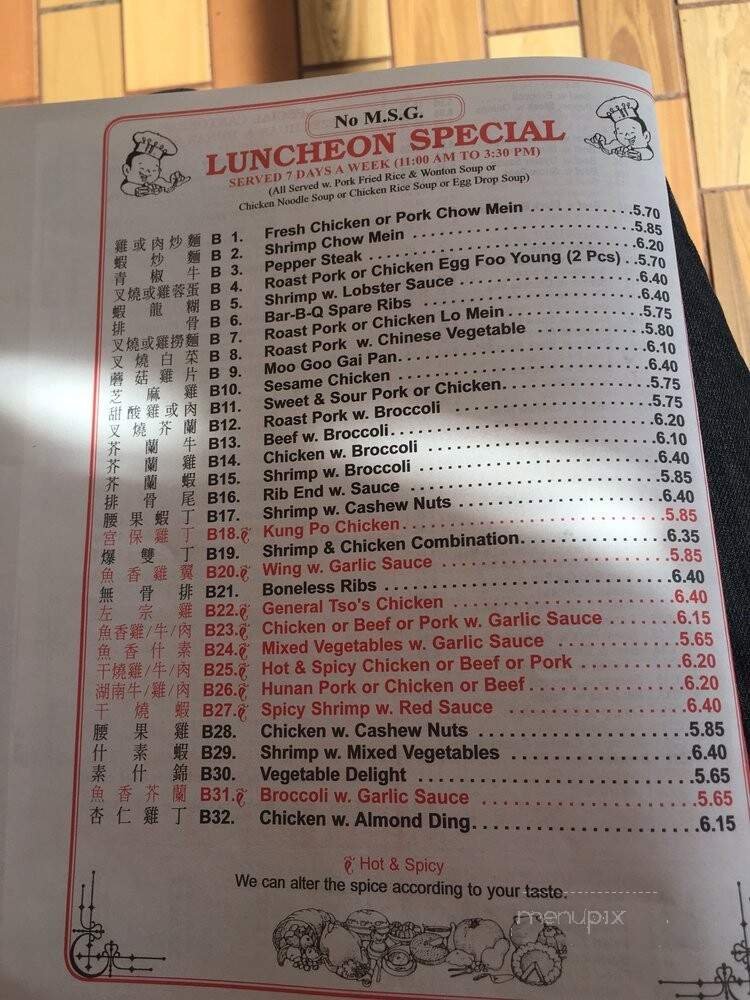 No M.S.G.
LUNCHEON SPECIAL
SERVED 7 DAYS A WEEK (11:00 AM TO 3:30 PM)
(All Served w. Pork Fried Rice & Wonton Soup or
Chicken Noodle Soup or Chicken Rice Soup or Egg Drop Soup)
雞或肉炒麵 B 1. Fresh Chicken or Pork Chow Mein 5.70
蝦炒麵 B 2. Shrimp Chow Mein 5.85
青椒牛 B 3. Pepper Steak 6.20
叉燒或雞蓉蛋 B 4. Roast Pork or Chicken Egg Foo Young (2 Pcs) 5.70
蝦龍糊 B 5. Shrimp w. Lobster Sauce 6.40
排骨 B 6. Bar-B-Q Spare Ribs 6.40
叉燒或雞撈麵 B 7. Roast Pork or Chicken Lo Mein 5.75
叉燒白菜 B 8. Roast Pork w. Chinese Vegetable 5.80
蘑菇雞片 B 9. Moo Goo Gai Pan 6.10
芝麻雞 B10. Sesame Chicken 6.40
甜酸雞或肉 B11. Sweet & Sour Pork or Chicken 5.75
叉燒芥蘭 B12. Roast Pork w. Broccoli 5.75
芥蘭牛 B13. Beef w. Broccoli 6.20
芥蘭雞 B14. Chicken w. Broccoli 6.10
芥蘭蝦 B15. Shrimp w. Broccoli 6.40
排骨尾 B16. Rib End w. Sauce 5.85
腰果蝦丁 B17. Shrimp w. Cashew Nuts 6.40
宮保雞丁 B18. Kung Po Chicken 5.85
爆雙丁 B19. Shrimp & Chicken Combination 6.35
魚香雞翼 B20. Wing w. Garlic Sauce 5.85
無骨排 B21. Boneless Ribs 6.40
左宗雞 B22. General Tso's Chicken 6.40
魚香雞/牛/肉 B23. Chicken or Beef or Pork w. Garlic Sauce 6.15
魚香什素 B24. Mixed Vegetables w. Garlic Sauce 5.65
干燒雞/牛/肉 B25. Hot & Spicy Chicken or Beef or Pork 6.20
湖南牛/雞/肉 B26. Hunan Pork or Chicken or Beef 6.20
干燒蝦 B27. Spicy Shrimp w. Red Sauce 6.40
腰果雞 B28. Chicken w. Cashew Nuts 5.85
什素蝦 B29. Shrimp w. Mixed Vegetables 6.40
素什錦 B30. Vegetable Delight 5.65
魚香芥蘭 B31. Broccoli w. Garlic Sauce 5.65
杏仁雞丁 B32. Chicken w. Almond Ding 6.15
Hot & Spicy
We can alter the spice according to your taste.
menupix